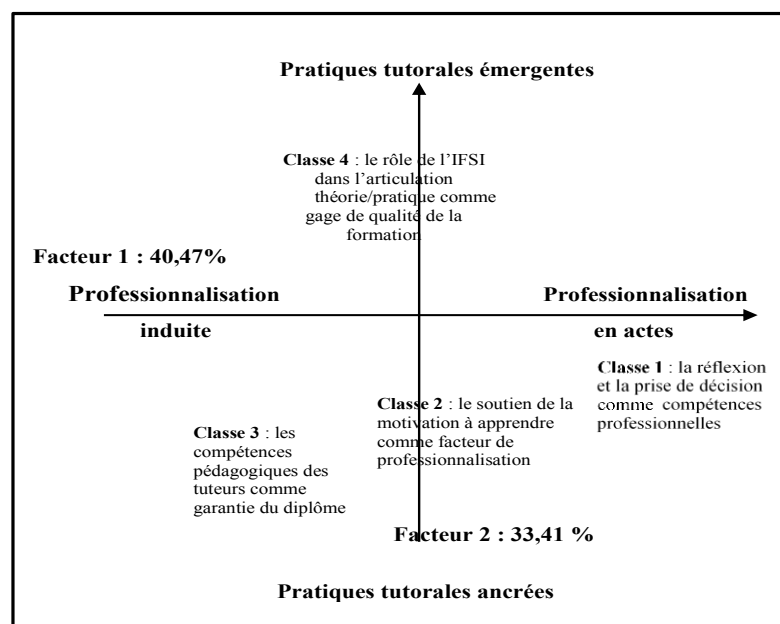 Pratiques tutorales émergentes
Classe 4 : le rôle de l’IFSI
dans l’articulation
théorie/pratique comme
gage de qualité de la
formation
Facteur 1 : 40,47%
Professionnalisation
induite
Professionnalisation
en actes
Classe 1 : la réflexion
et la prise de décision
comme compétences
professionnelles
Classe 2 : le soutien de la
motivation à apprendre
comme facteur de
professionnalisation
Classe 3 : les
compétences
pédagogiques des
tuteurs comme
garantie du diplôme
Facteur 2 : 33,41 %
Pratiques tutorales ancrées